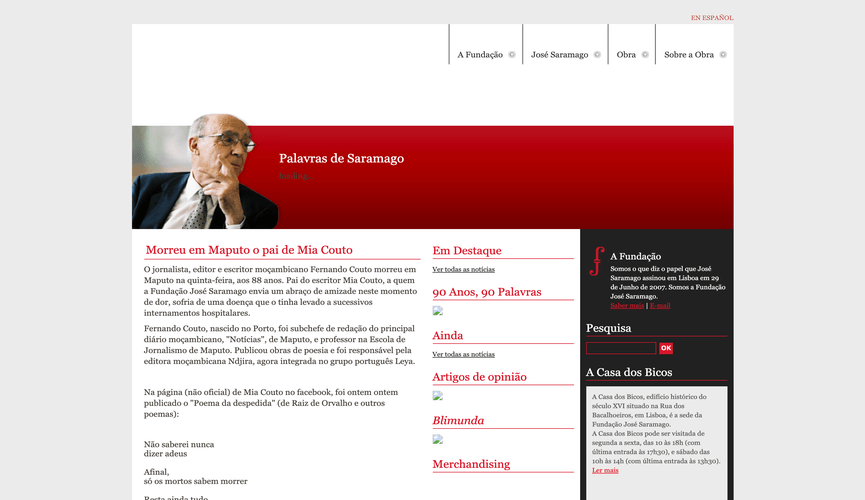 EN ESPAÑOL
A Fundação
José Saramago
Obra
Sobre a Obra
Palavras de Saramago
Morreu em Maputo o pai de Mia Couto
O jornalista, editor e escritor moçambicano Fernando Couto morreu em
Maputo na quinta-feira, aos 88 anos. Pai do escritor Mia Couto, a quem
a Fundação José Saramago envia um abraço de amizade neste momento
de dor, sofria de uma doença que o tinha levado a sucessivos
internamentos hospitalares.
Fernando Couto, nascido no Porto, foi subchefe de redação do principal
diário moçambicano, "Notícias", de Maputo, e professor na Escola de
Jornalismo de Maputo. Publicou obras de poesia e foi responsável pela
editora moçambicana Ndjira, agora integrada no grupo português Leya.
Na página (não oficial) de Mia Couto no facebook, foi ontem ontem
publicado o "Poema da despedida" (de Raiz de Orvalho e outros
poemas):
Não saberei nunca
dizer adeus
Afinal,
só os mortos sabem morrer
Resta ainda tudo
Em Destaque
Ver todas as notícias
90 Anos, 90 Palavras
Ainda
Ver todas as notícias
Artigos de opinião
Blimunda
Merchandising
A Fundação
Somos o que diz o papel que José
Saramago assinou em Lisboa em 29
de Junho de 2007. Somos a Fundação
José Saramago.
Saber mais | E-mail
Pesquisa
OK
A Casa dos Bicos
A Casa dos Bicos, edifício histórico do
século XVI situado na Rua dos
Bacalhoeiros, em Lisboa, é a sede da
Fundação José Saramago.
A Casa dos Bicos pode ser visitada de
segunda a sexta, das 10 às 18h (com
última entrada às 17h30), e sábado das
10h às 14h (com última entrada às 13h30).
Ler mais